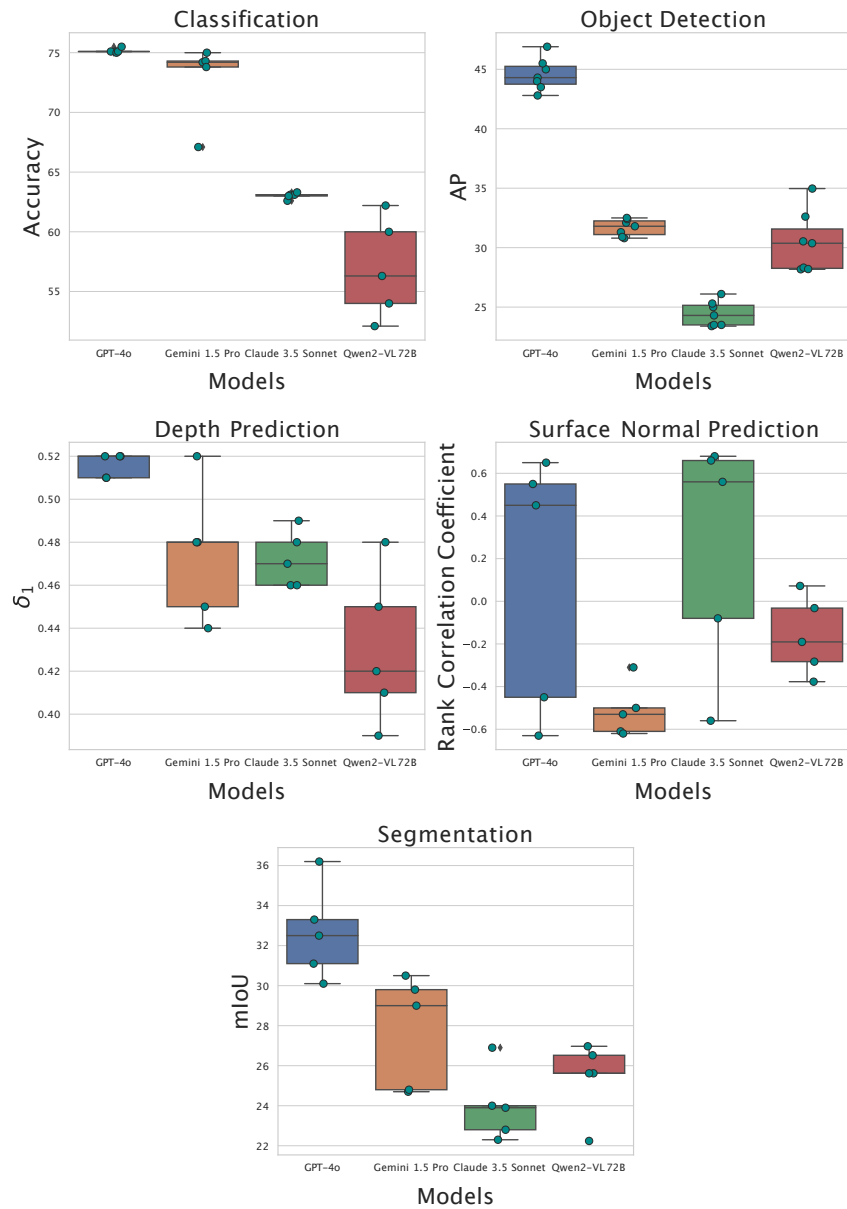 Classification
Accuracy
75
70
65
60
55
GPT-4o Gemini 1.5 Pro Claude 3.5 Sonnet Qwen2-VL 72B
Models
Object Detection
AP
45
40
35
30
25
GPT-4o Gemini 1.5 Pro Claude 3.5 Sonnet Qwen2-VL 72B
Models
Depth Prediction
δ₁
0.52
0.50
0.48
0.46
0.44
0.42
0.40
GPT-4o Gemini 1.5 Pro Claude 3.5 Sonnet Qwen2-VL 72B
Models
Surface Normal Prediction
Rank Correlation Coefficient
0.6
0.4
0.2
0.0
−0.2
−0.4
−0.6
GPT-4o Gemini 1.5 Pro Claude 3.5 Sonnet Qwen2-VL 72B
Models
Segmentation
mIoU
36
34
32
30
28
26
24
22
GPT-4o Gemini 1.5 Pro Claude 3.5 Sonnet Qwen2-VL 72B
Models